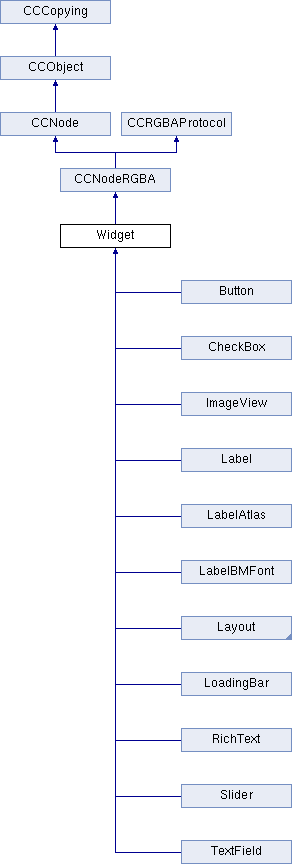 CCCopying
CCObject
CCNode
CCRGBAProtocol
CCNodeRGBA
Widget
Button
CheckBox
ImageView
Label
LabelAtlas
LabelBMFont
Layout
LoadingBar
RichText
Slider
TextField